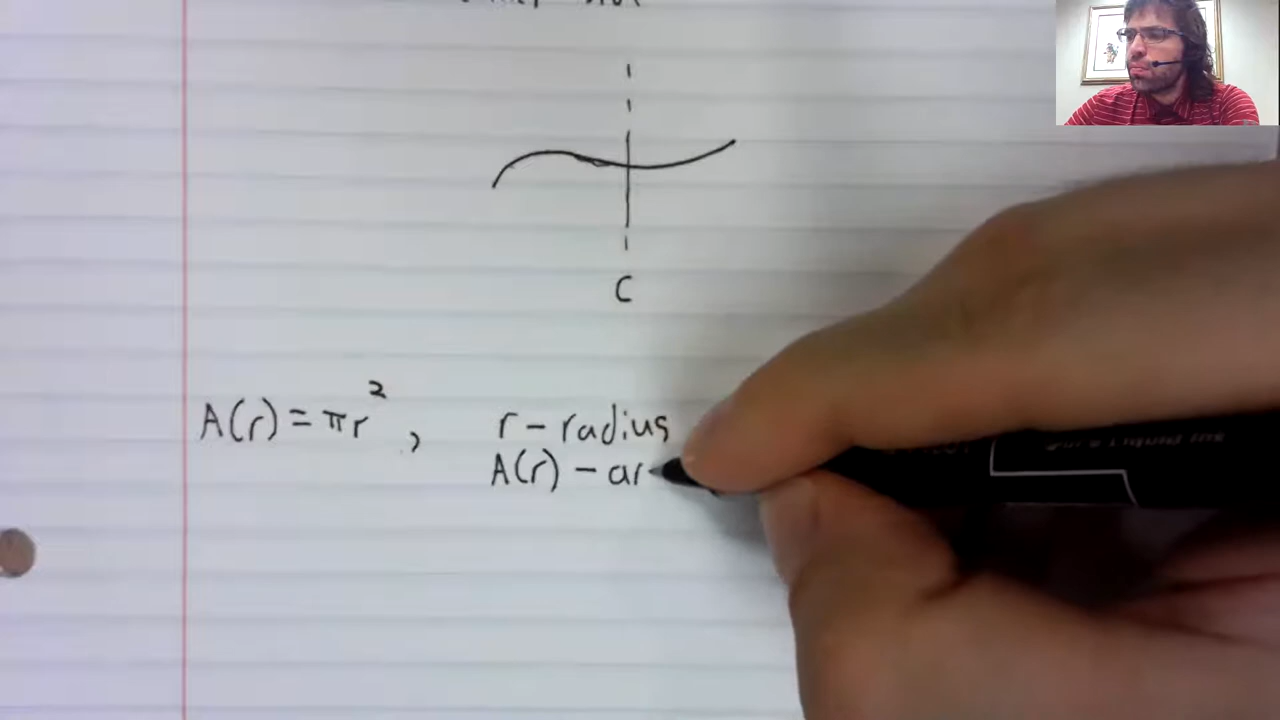 C
A(r) = πr²,
r – radius
A(r) – ar